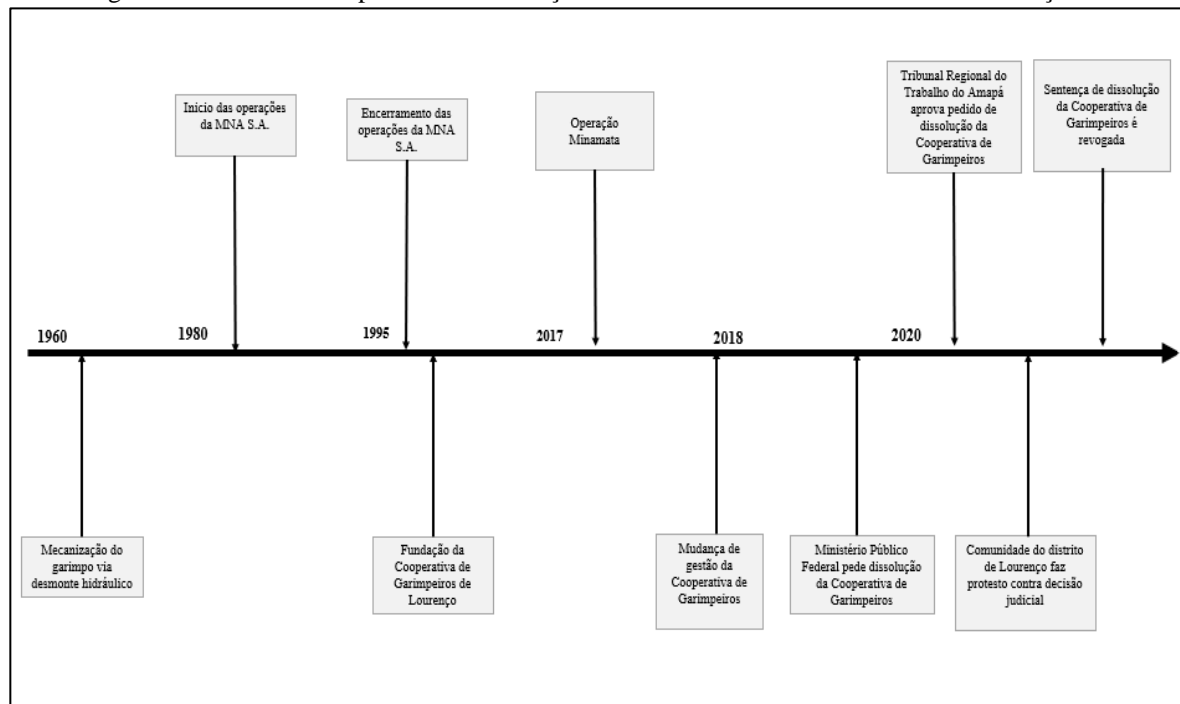 Inicio das operações
da MNA S.A.
Encerramento das
operações da MNA
S.A.
Operação
Minamata
Tribunal Regional do
Trabalho do Amapá
aprova pedido de
dissolução da
Cooperativa de
Garimpeiros
Sentença de dissolução
da Cooperativa de
Garimpeiros é
revogada
1960
1980
1995
2017
2018
2020
Mecanização do
garimpo via
desmonte hidráulico
Fundação da
Cooperativa de
Garimpeiros de
Lourenço
Mudança de
gestão da
Cooperativa de
Garimpeiros
Ministério Público
Federal pede dissolução
da Cooperativa de
Garimpeiros
Comunidade do distrito
de Lourenço faz
protesto contra decisão
judicial